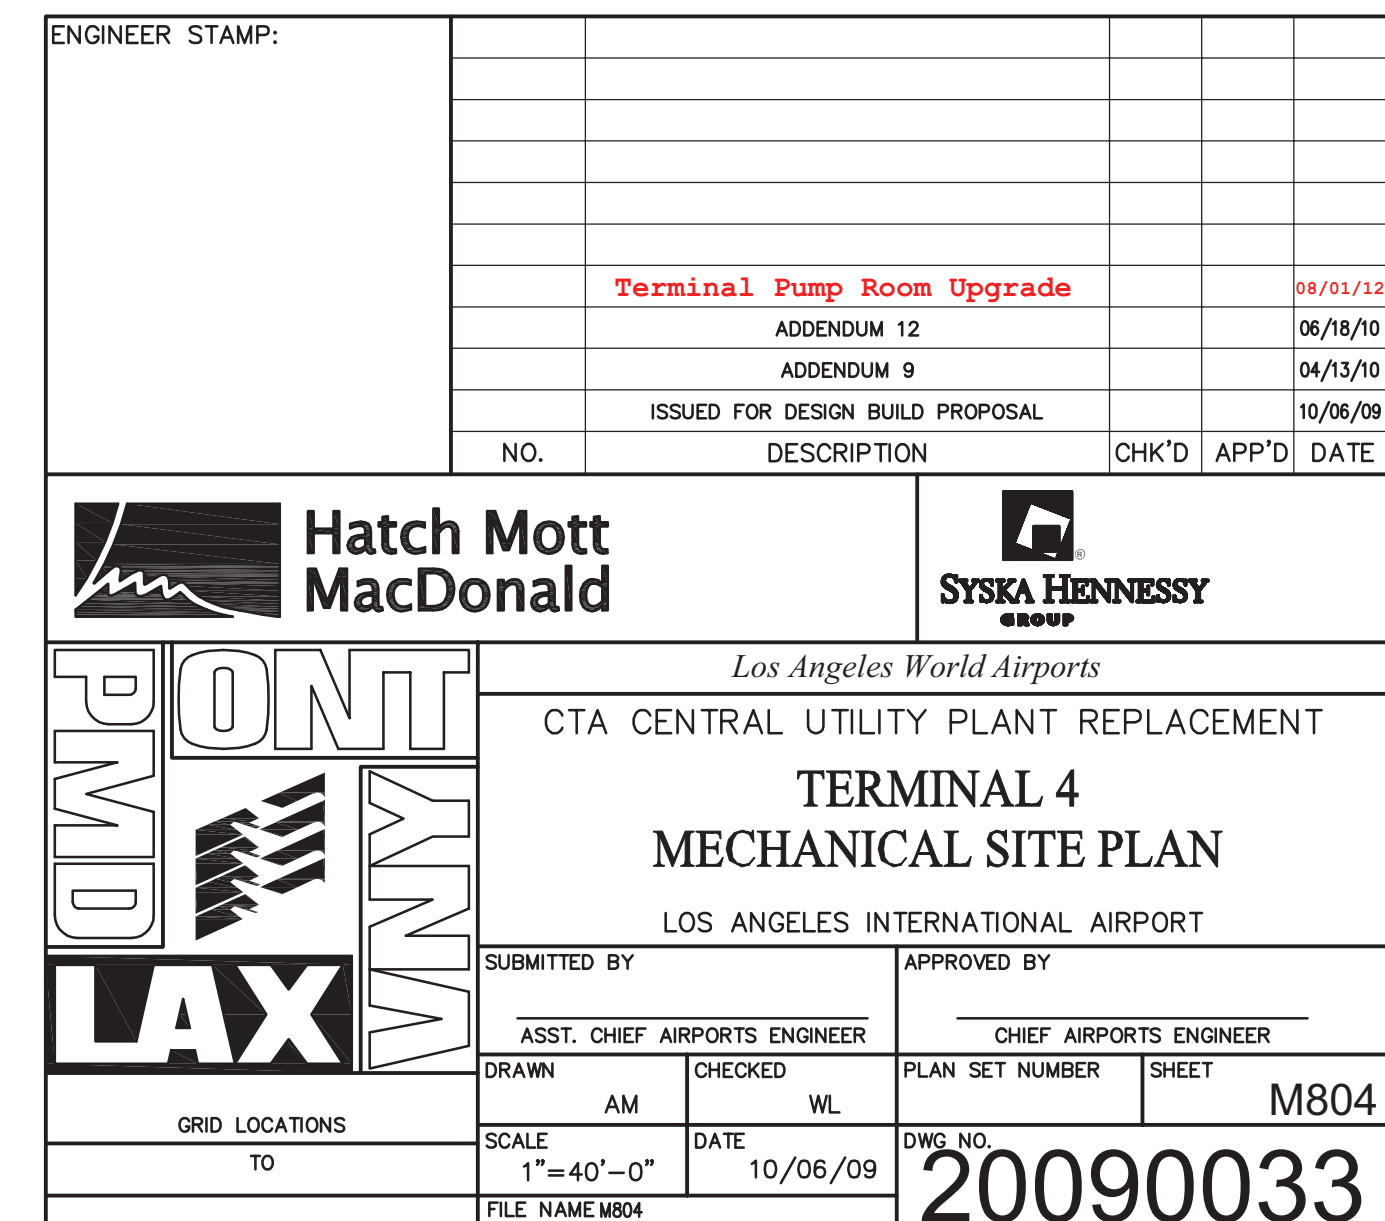 ENGINEER STAMP:
Terminal Pump Room Upgrade 08/01/12
ADDENDUM 12 06/18/10
ADDENDUM 9 04/13/10
ISSUED FOR DESIGN BUILD PROPOSAL 10/06/09
NO. DESCRIPTION CHK'D APP'D DATE
Hatch Mott
MacDonald
®
SYSKA HENNESSY
GROUP
PMD
ONT
VNY
LAX
Los Angeles World Airports
CTA CENTRAL UTILITY PLANT REPLACEMENT
TERMINAL 4
MECHANICAL SITE PLAN
LOS ANGELES INTERNATIONAL AIRPORT
SUBMITTED BY
ASST. CHIEF AIRPORTS ENGINEER
APPROVED BY
CHIEF AIRPORTS ENGINEER
DRAWN
AM
CHECKED
WL
PLAN SET NUMBER
SHEET
M804
GRID LOCATIONS
TO
SCALE
1"=40'-0"
DATE
10/06/09
DWG NO.
20090033
FILE NAME M804